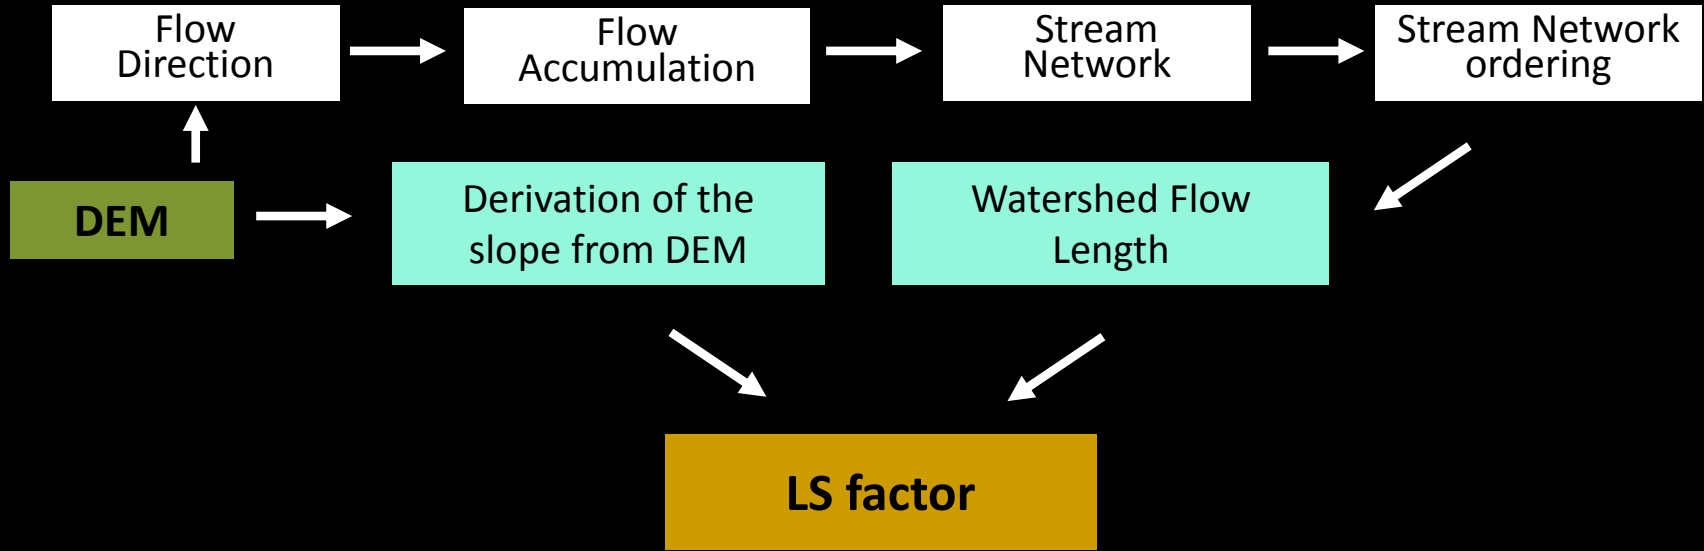 Flow
Direction
Flow
Accumulation
Stream
Network
Stream Network
ordering
DEM
Derivation of the
slope from DEM
Watershed Flow
Length
LS factor